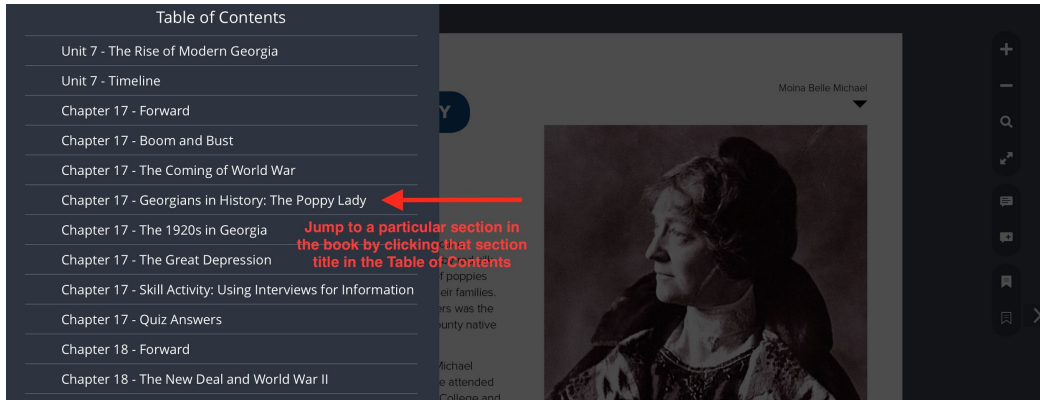 Table of Contents
Unit 7 - The Rise of Modern Georgia
Unit 7 - Timeline
Chapter 17 - Forward
Chapter 17 - Boom and Bust
Chapter 17 - The Coming of World War
Chapter 17 - Georgians in History: The Poppy Lady
Chapter 17 - The 1920s in Georgia
Chapter 17 - The Great Depression
Chapter 17 - Skill Activity: Using Interviews for Information
Chapter 17 - Quiz Answers
Chapter 18 - Forward
Chapter 18 - The New Deal and World War II
Jump to a particular section in
the book by clicking that section
title in the Table of Contents
Y
Moina Belle Michael
poppies
eir families.
ers was the
unty native
Michael
e attended
College and